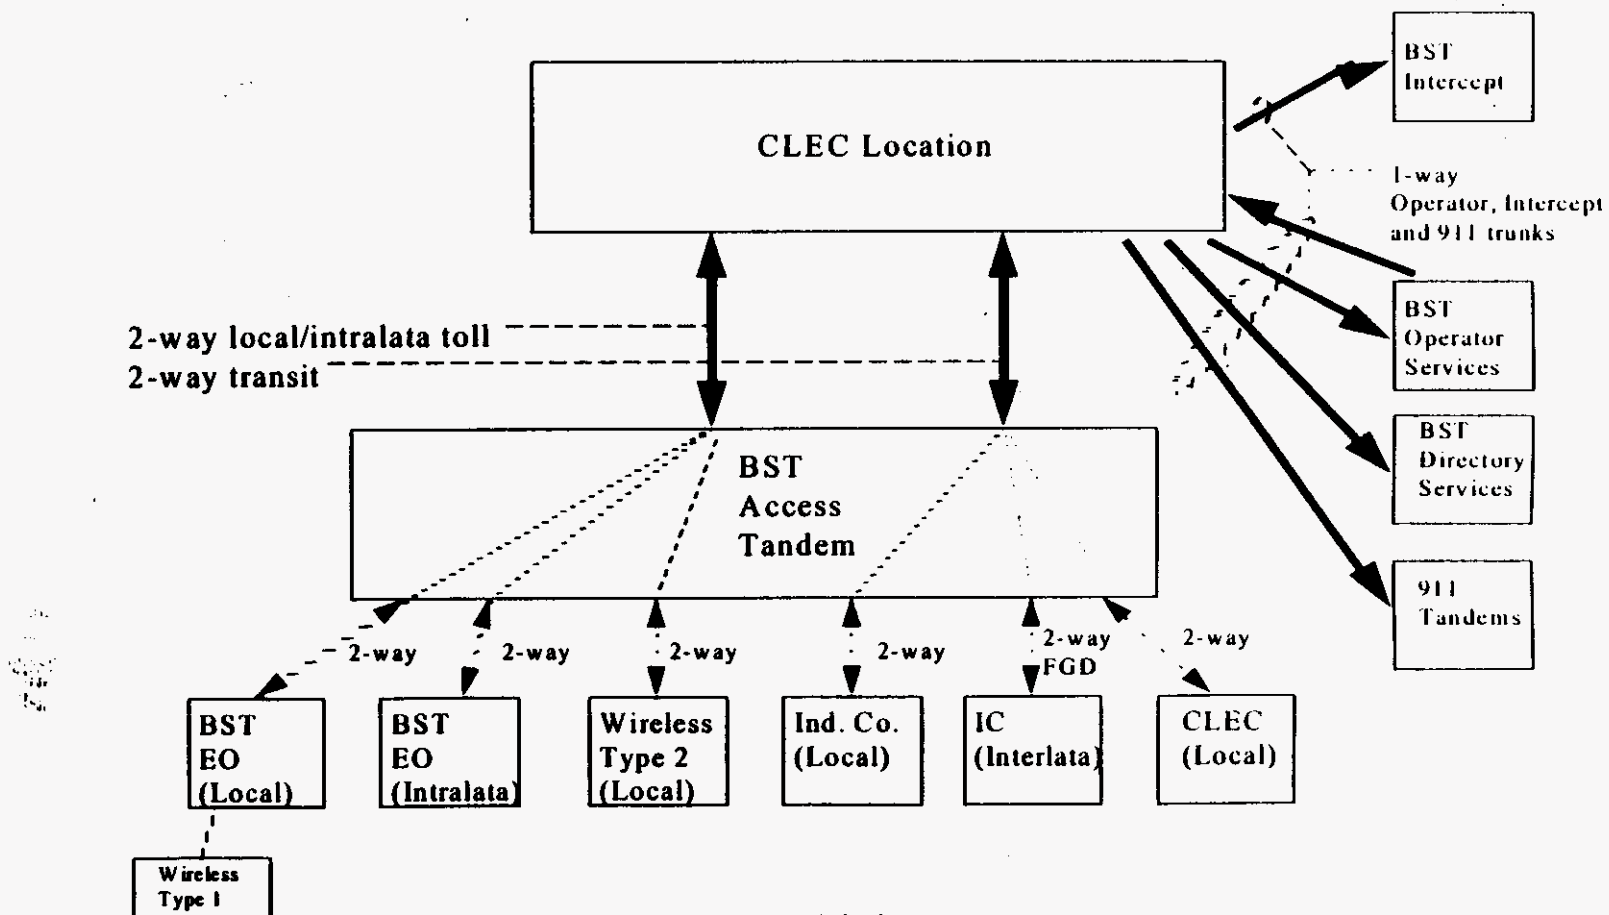 BST
Intercept
CLEC Location
1-way
Operator, Intercept
and 911 trunks
BST
Operator
Services
2-way local/intralata toll
2-way transit
BST
Directory
Services
BST
Access
Tandem
911
Tandems
2-way
2-way
2-way
2-way
2-way
FGD
2-way
BST
EO
(Local)
BST
EO
(Intralata)
Wireless
Type 2
(Local)
Ind. Co.
(Local)
IC
(Interlata)
CLEC
(Local)
Wireless
Type 1